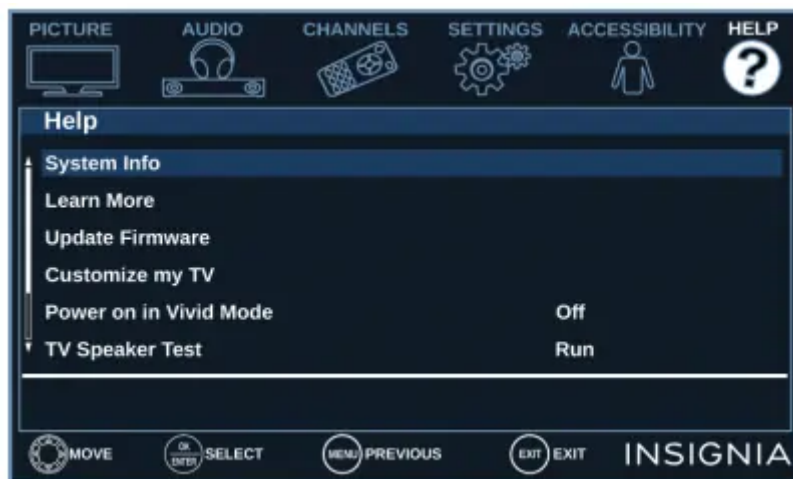 PICTURE AUDIO CHANNELS SETTINGS ACCESSIBILITY HELP
?
Help
System Info
Learn More
Update Firmware
Customize my TV
Power on in Vivid Mode Off
TV Speaker Test Run
MOVE OK ENTER SELECT MENU PREVIOUS EXIT EXIT INSIGNIA